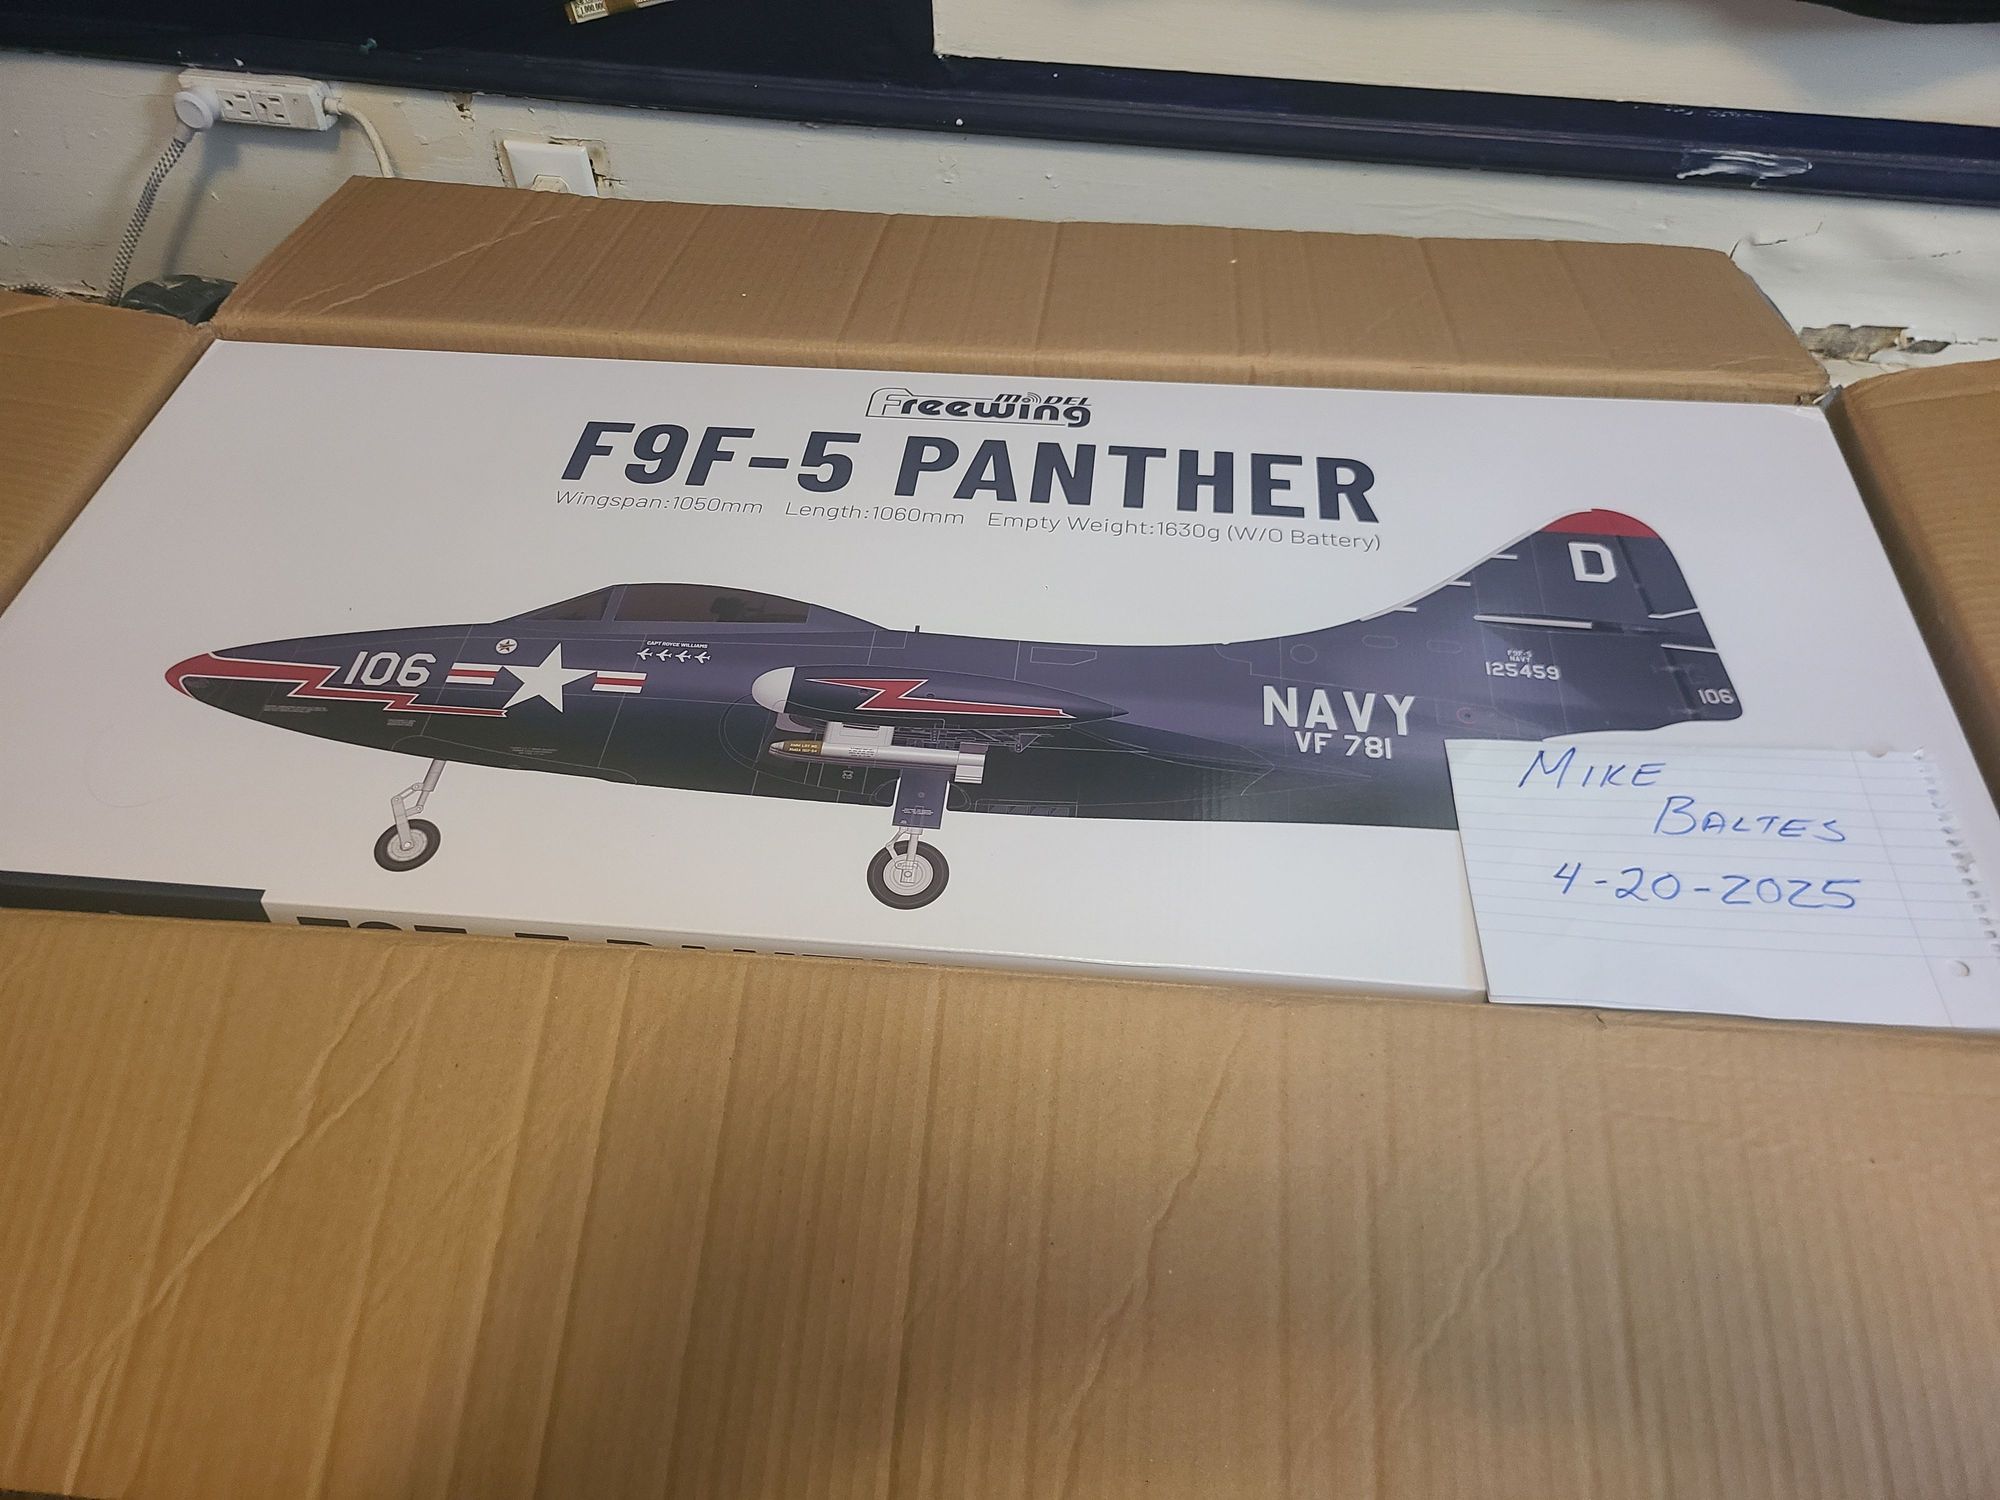 Freewing MODEL
F9F-5 PANTHER
Wingspan:1050mm Length:1060mm Empty Weight:1630g (W/O Battery)
D
CAPT ROYCE WILLIAMS
106
F9F-5
NAVY
125459
106
NAVY
VF 781
MIKE
BALTES
4-20-2025